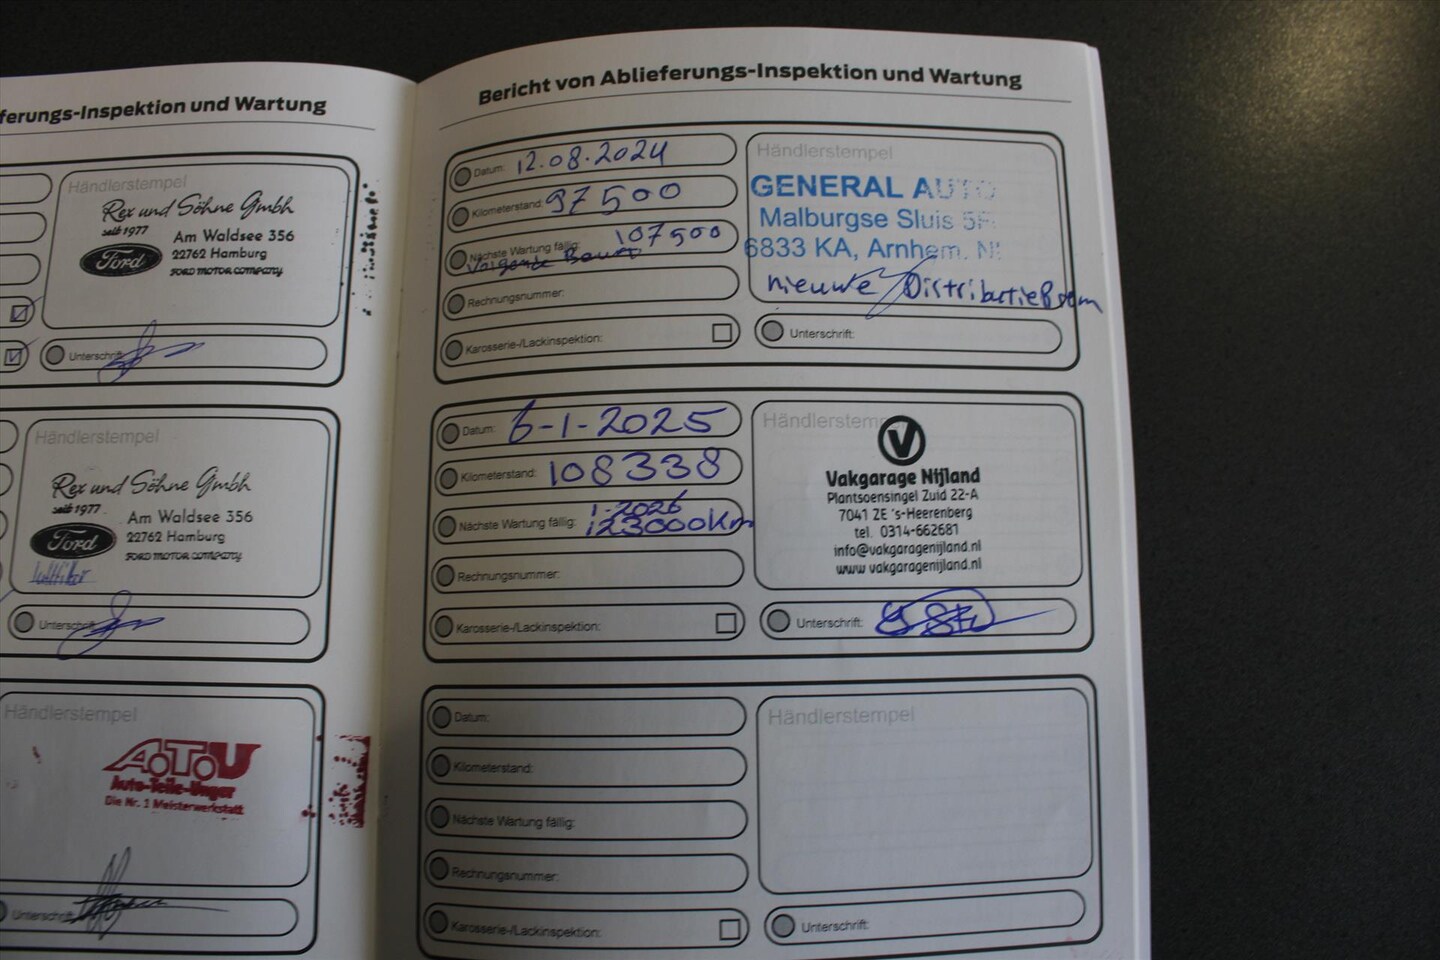 ferungs-Inspektion und Wartung
Händlerstempel
Rex und Söhne Gmbh
seit 1977
Ford
Am Waldsee 356
22762 Hamburg
FORD MOTOR COMPANY
Unterschrift:
Händlerstempel
Rex und Söhne Gmbh
seit 1977
Ford
Am Waldsee 356
22762 Hamburg
FORD MOTOR COMPANY
Unterschrift:
Händlerstempel
A.T.U
Auto-Teile-Unger
Die Nr. 1 Meisterwerkstatt
Unterschrift:
Bericht von Ablieferungs-Inspektion und Wartung
Datum: 12.08.2024
Kilometerstand: 97500
Nächste Wartung fällig: 107500
Volgende Beurt
Rechnungsnummer:
Karosserie-/Lackinspektion:
Händlerstempel
GENERAL AUTO
Malburgse Sluis
6833 KA, Arnhem, NL
nieuwe Distributieriem
Unterschrift:
Datum: 6-1-2025
Kilometerstand: 108338
Nächste Wartung fällig: 1-2026
123000km
Rechnungsnummer:
Karosserie-/Lackinspektion:
Händlerstempel
V
Vakgarage Nijland
Plantsoensingel Zuid 22-A
7041 ZE 's-Heerenberg
tel. 0314-662681
info@vakgaragenijland.nl
www vakgaragenijland.nl
Unterschrift:
Datum:
Kilometerstand:
Nächste Wartung fällig:
Rechnungsnummer:
Karosserie-/Lackinspektion:
Händlerstempel
Unterschrift: